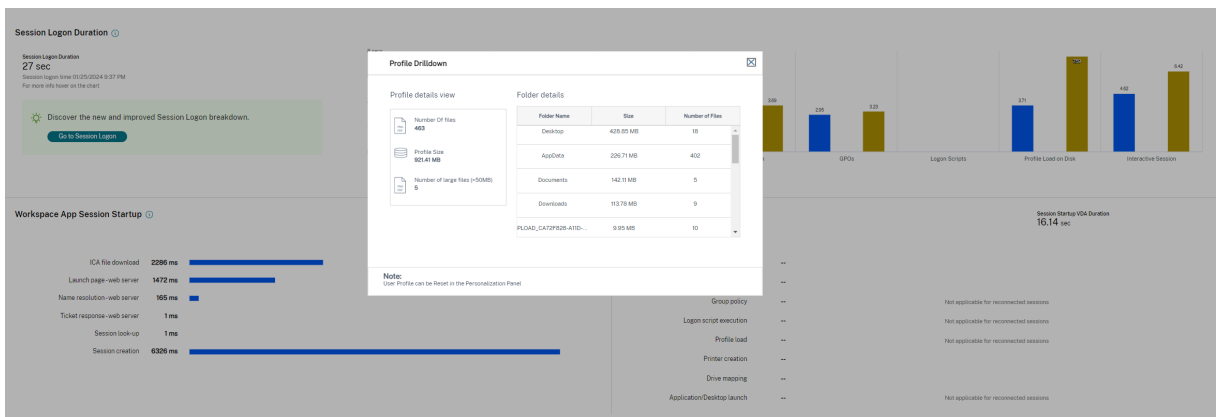 Session Logon Duration
Session Logon Duration
27 sec
Session logon time 01/25/2024 9:37 PM
For more info hover on the chart
Discover the new and improved Session Logon breakdown.
Go to Session Logon
Profile Drilldown
Profile details view
Number Of files
463
Profile Size
921.41 MB
Number of large files (>50MB)
5
Folder details
Folder Name Size Number of Files
Desktop 428.85 MB 18
AppData 226.71 MB 402
Documents 142.11 MB 5
Downloads 113.78 MB 9
9.95 MB 10
Note:
User Profile can be Reset in the Personalization Panel
3.89
2.95
3.23
3.71
4.92
6.42
GPOs
Logon Scripts
Profile Load on Disk
Interactive Session
Workspace App Session Startup
ICA file download 2286 ms
Launch page-web server 1472 ms
Name resolution-web server 165 ms
Ticket response-web server 1 ms
Session look-up 1 ms
Session creation 6326 ms
Session Startup VDA Duration
16.14 sec
--
--
Group policy -- Not applicable for reconnected sessions
Logon script execution -- Not applicable for reconnected sessions
Profile load -- Not applicable for reconnected sessions
Printer creation --
Drive mapping --
Application/Desktop launch -- Not applicable for reconnected sessions